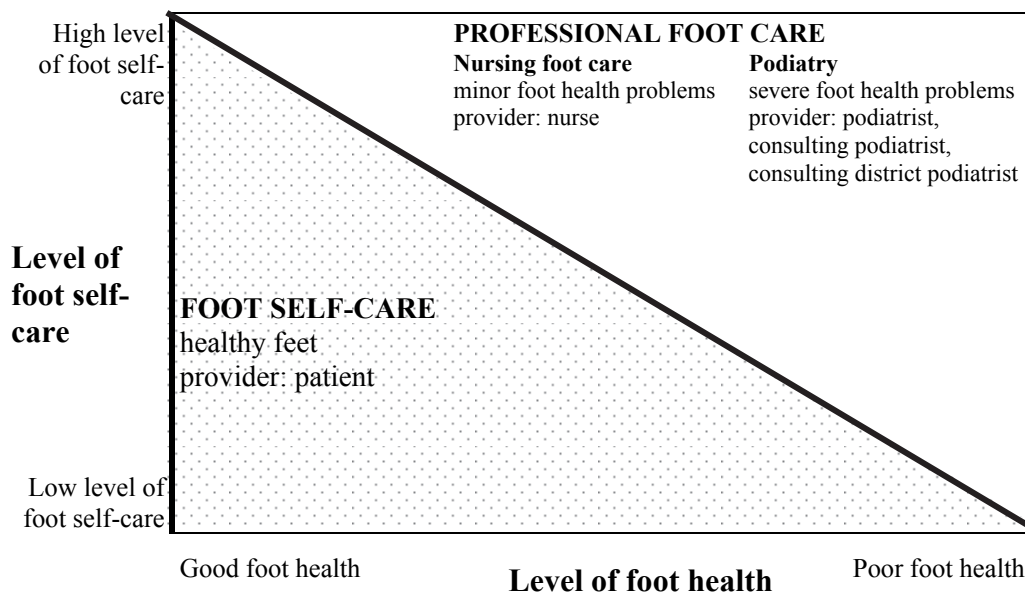 High level
of foot self-
care
PROFESSIONAL FOOT CARE
Nursing foot care
minor foot health problems
provider: nurse
Podiatry
severe foot health problems
provider: podiatrist,
consulting podiatrist,
consulting district podiatrist
Level of
foot self-
care
FOOT SELF-CARE
healthy feet
provider: patient
Low level of
foot self-care
Good foot health
Level of foot health
Poor foot health